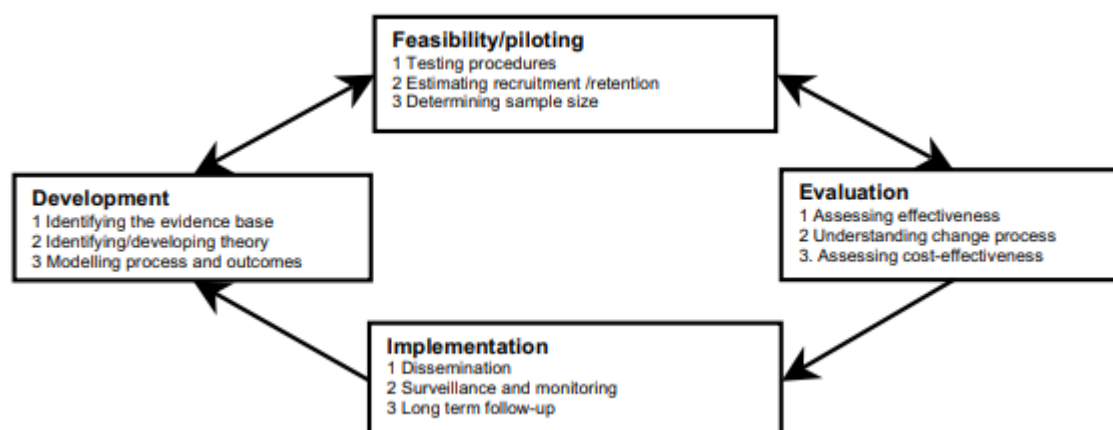 Feasibility/piloting
1 Testing procedures
2 Estimating recruitment /retention
3 Determining sample size
Development
1 Identifying the evidence base
2 Identifying/developing theory
3 Modelling process and outcomes
Evaluation
1 Assessing effectiveness
2 Understanding change process
3. Assessing cost-effectiveness
Implementation
1 Dissemination
2 Surveillance and monitoring
3 Long term follow-up